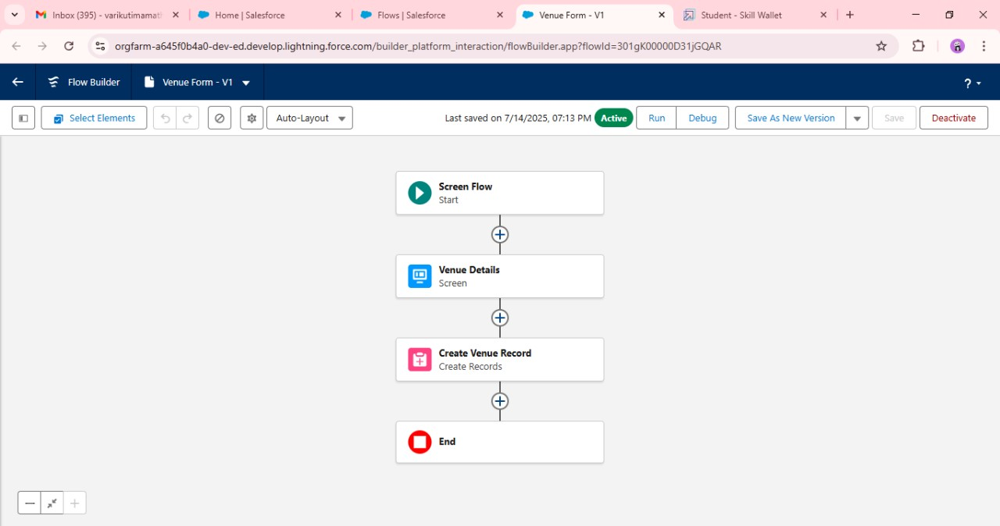 Inbox (395) - varikutimamat
Home | Salesforce
Flows | Salesforce
Venue Form - V1
Student - Skill Wallet
orgfarm-a645f0b4a0-dev-ed.develop.lightning.force.com/builder_platform_interaction/flowBuilder.app?flowId=301gK00000D31jGQAR
Flow Builder
Venue Form - V1
?
Select Elements
Auto-Layout
Last saved on 7/14/2025, 07:13 PM
Active
Run
Debug
Save As New Version
Save
Deactivate
Screen Flow
Start
Venue Details
Screen
Create Venue Record
Create Records
End